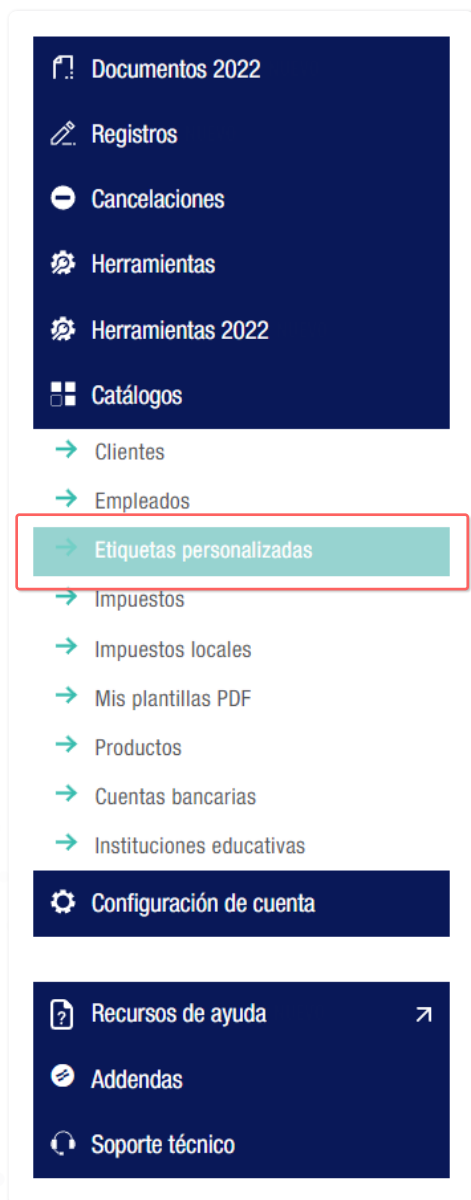 Documentos 2022
Registros
Cancelaciones
Herramientas
Herramientas 2022
Catálogos
Clientes
Empleados
Etiquetas personalizadas
Impuestos
Impuestos locales
Mis plantillas PDF
Productos
Cuentas bancarias
Instituciones educativas
Configuración de cuenta
Recursos de ayuda
Addendas
Soporte técnico